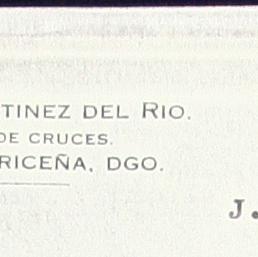 TINEZ DEL RIO.
DE CRUCES.
RICEÑA, DGO.
J.